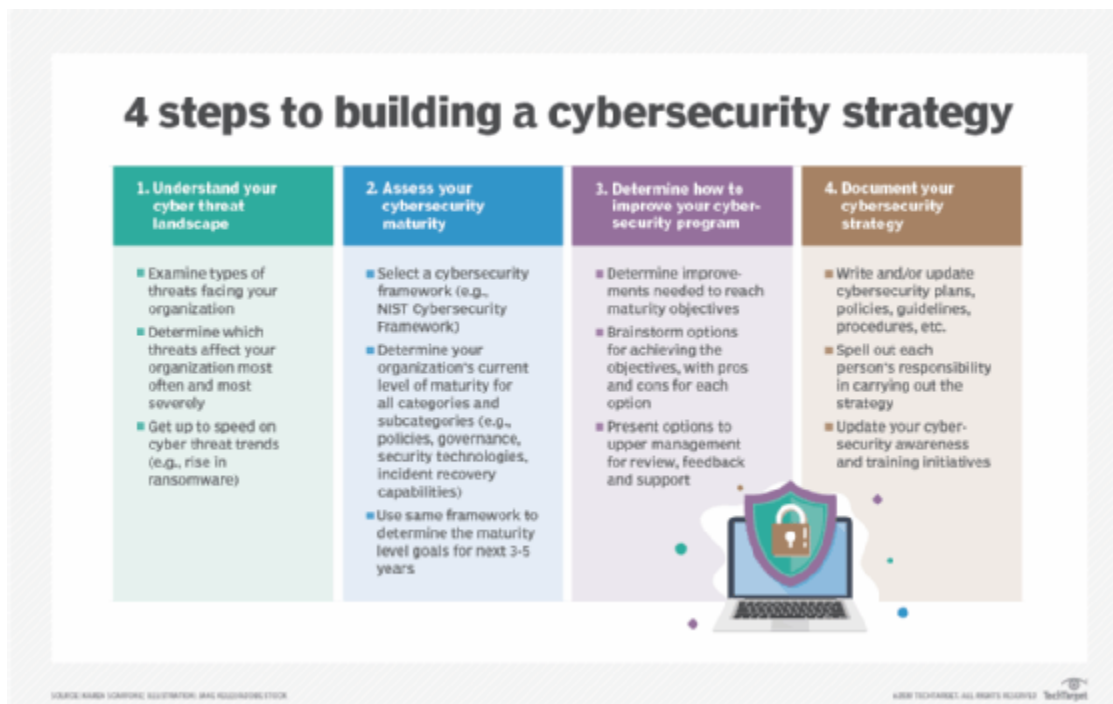 4 steps to building a cybersecurity strategy
1. Understand your
cyber threat
landscape
■ Examine types of
threats facing your
organization
■ Determine which
threats affect your
organization most
often and most
severely
■ Get up to speed on
cyber threat trends
(e.g., rise in
ransomware)
2. Assess your
cybersecurity
maturity
■ Select a cybersecurity
framework (e.g.,
NIST Cybersecurity
Framework)
■ Determine your
organization's current
level of maturity for
all categories and
subcategories (e.g.,
policies, governance,
security technologies,
incident recovery
capabilities)
■ Use same framework to
determine the maturity
level goals for next 3-5
years
3. Determine how to
improve your cyber-
security program
■ Determine improve-
ments needed to reach
maturity objectives
■ Brainstorm options
for achieving the
objectives, with pros
and cons for each
option
■ Present options to
upper management
for review, feedback
and support
4. Document your
cybersecurity
strategy
■ Write and/or update
cybersecurity plans,
policies, guidelines,
procedures, etc.
■ Spell out each
person's responsibility
in carrying out the
strategy
■ Update your cyber-
security awareness
and training initiatives
TECHTARGET. ALL RIGHTS RESERVED TechTarget